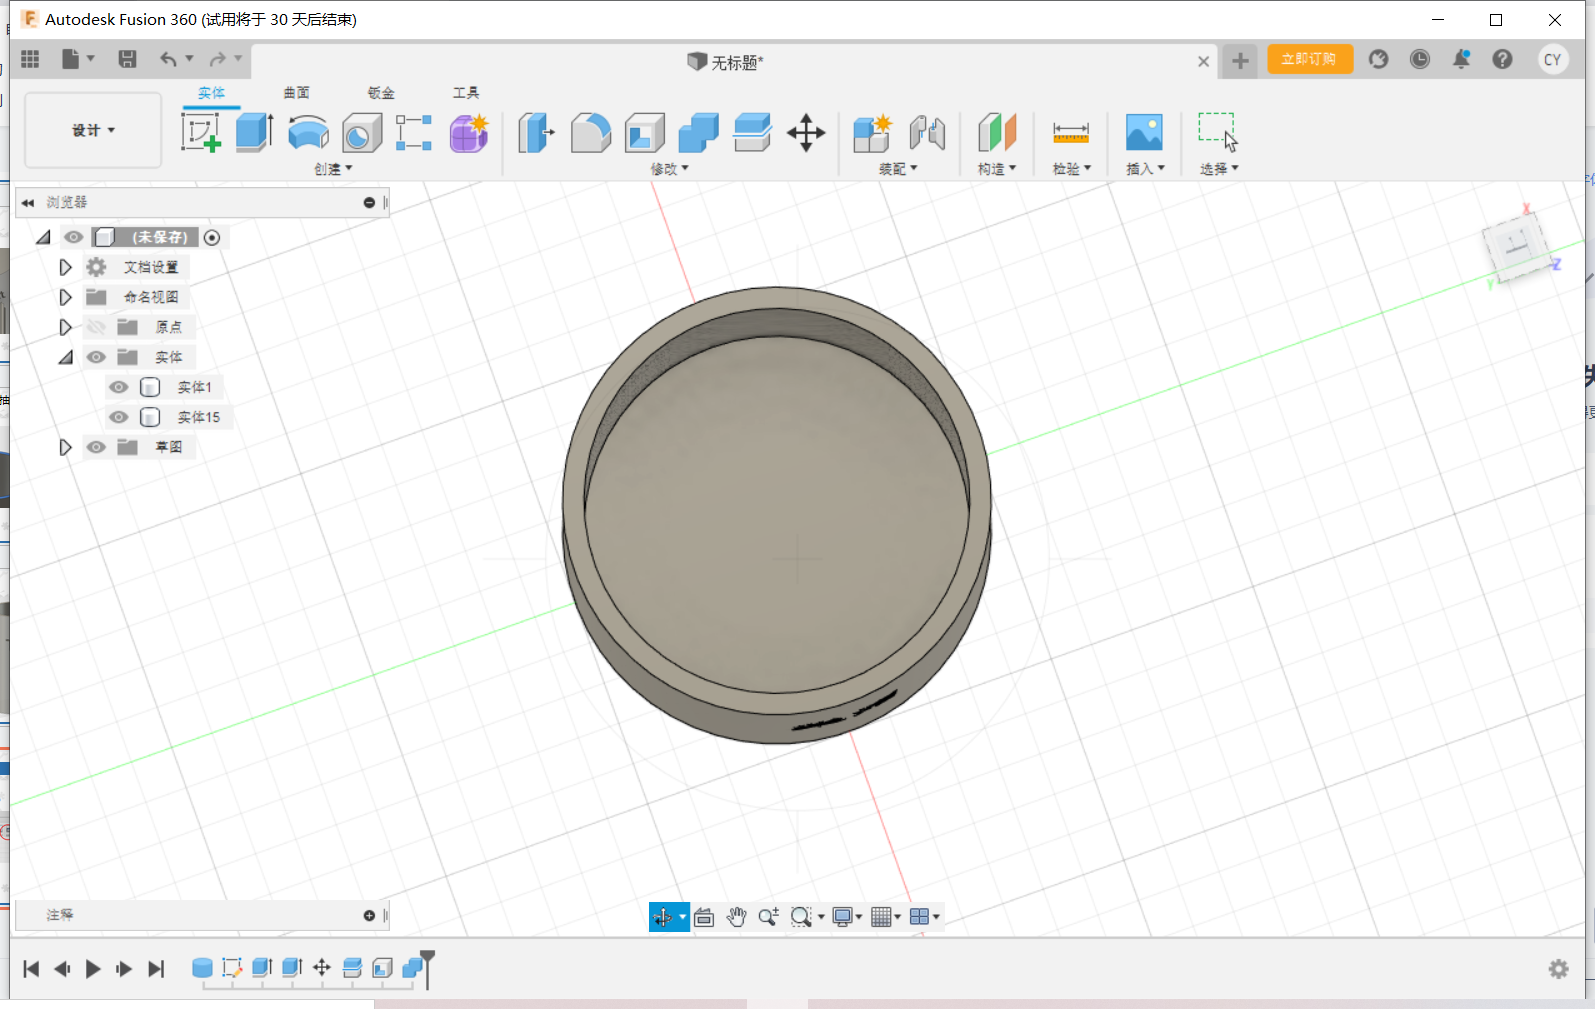 Autodesk Fusion 360 (试用将于 30 天后结束)
无标题*
立即订购
CY
实体 曲面 钣金 工具
设计
创建 修改 装配 构造 检验 插入 选择
浏览器
(未保存)
文档设置
命名视图
原点
实体
实体1
实体15
草图
上
X
Y
Z
注释